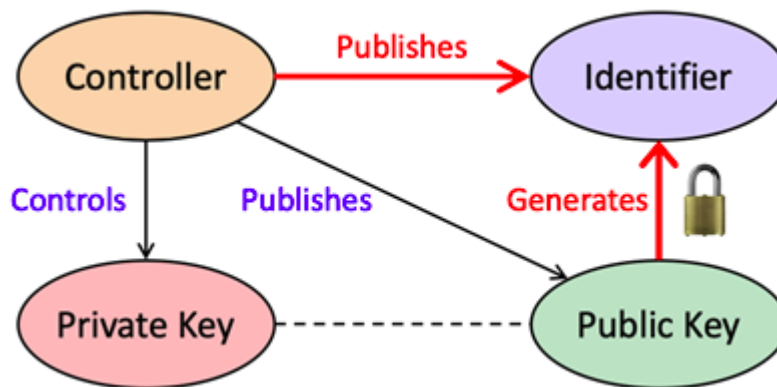 Publishes
Controller
Identifier
Controls
Publishes
Generates
Private Key
Public Key